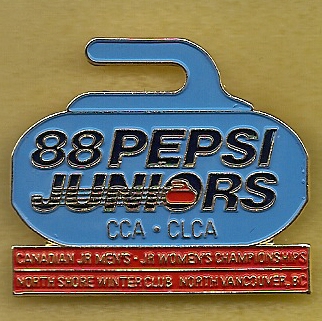 88 PEPSI
JUNIORS
CCA • CLCA
CANADIAN JR MEN'S - JR WOMEN'S CHAMPIONSHIPS
NORTH SHORE WINTER CLUB NORTH VANCOUVER, BC